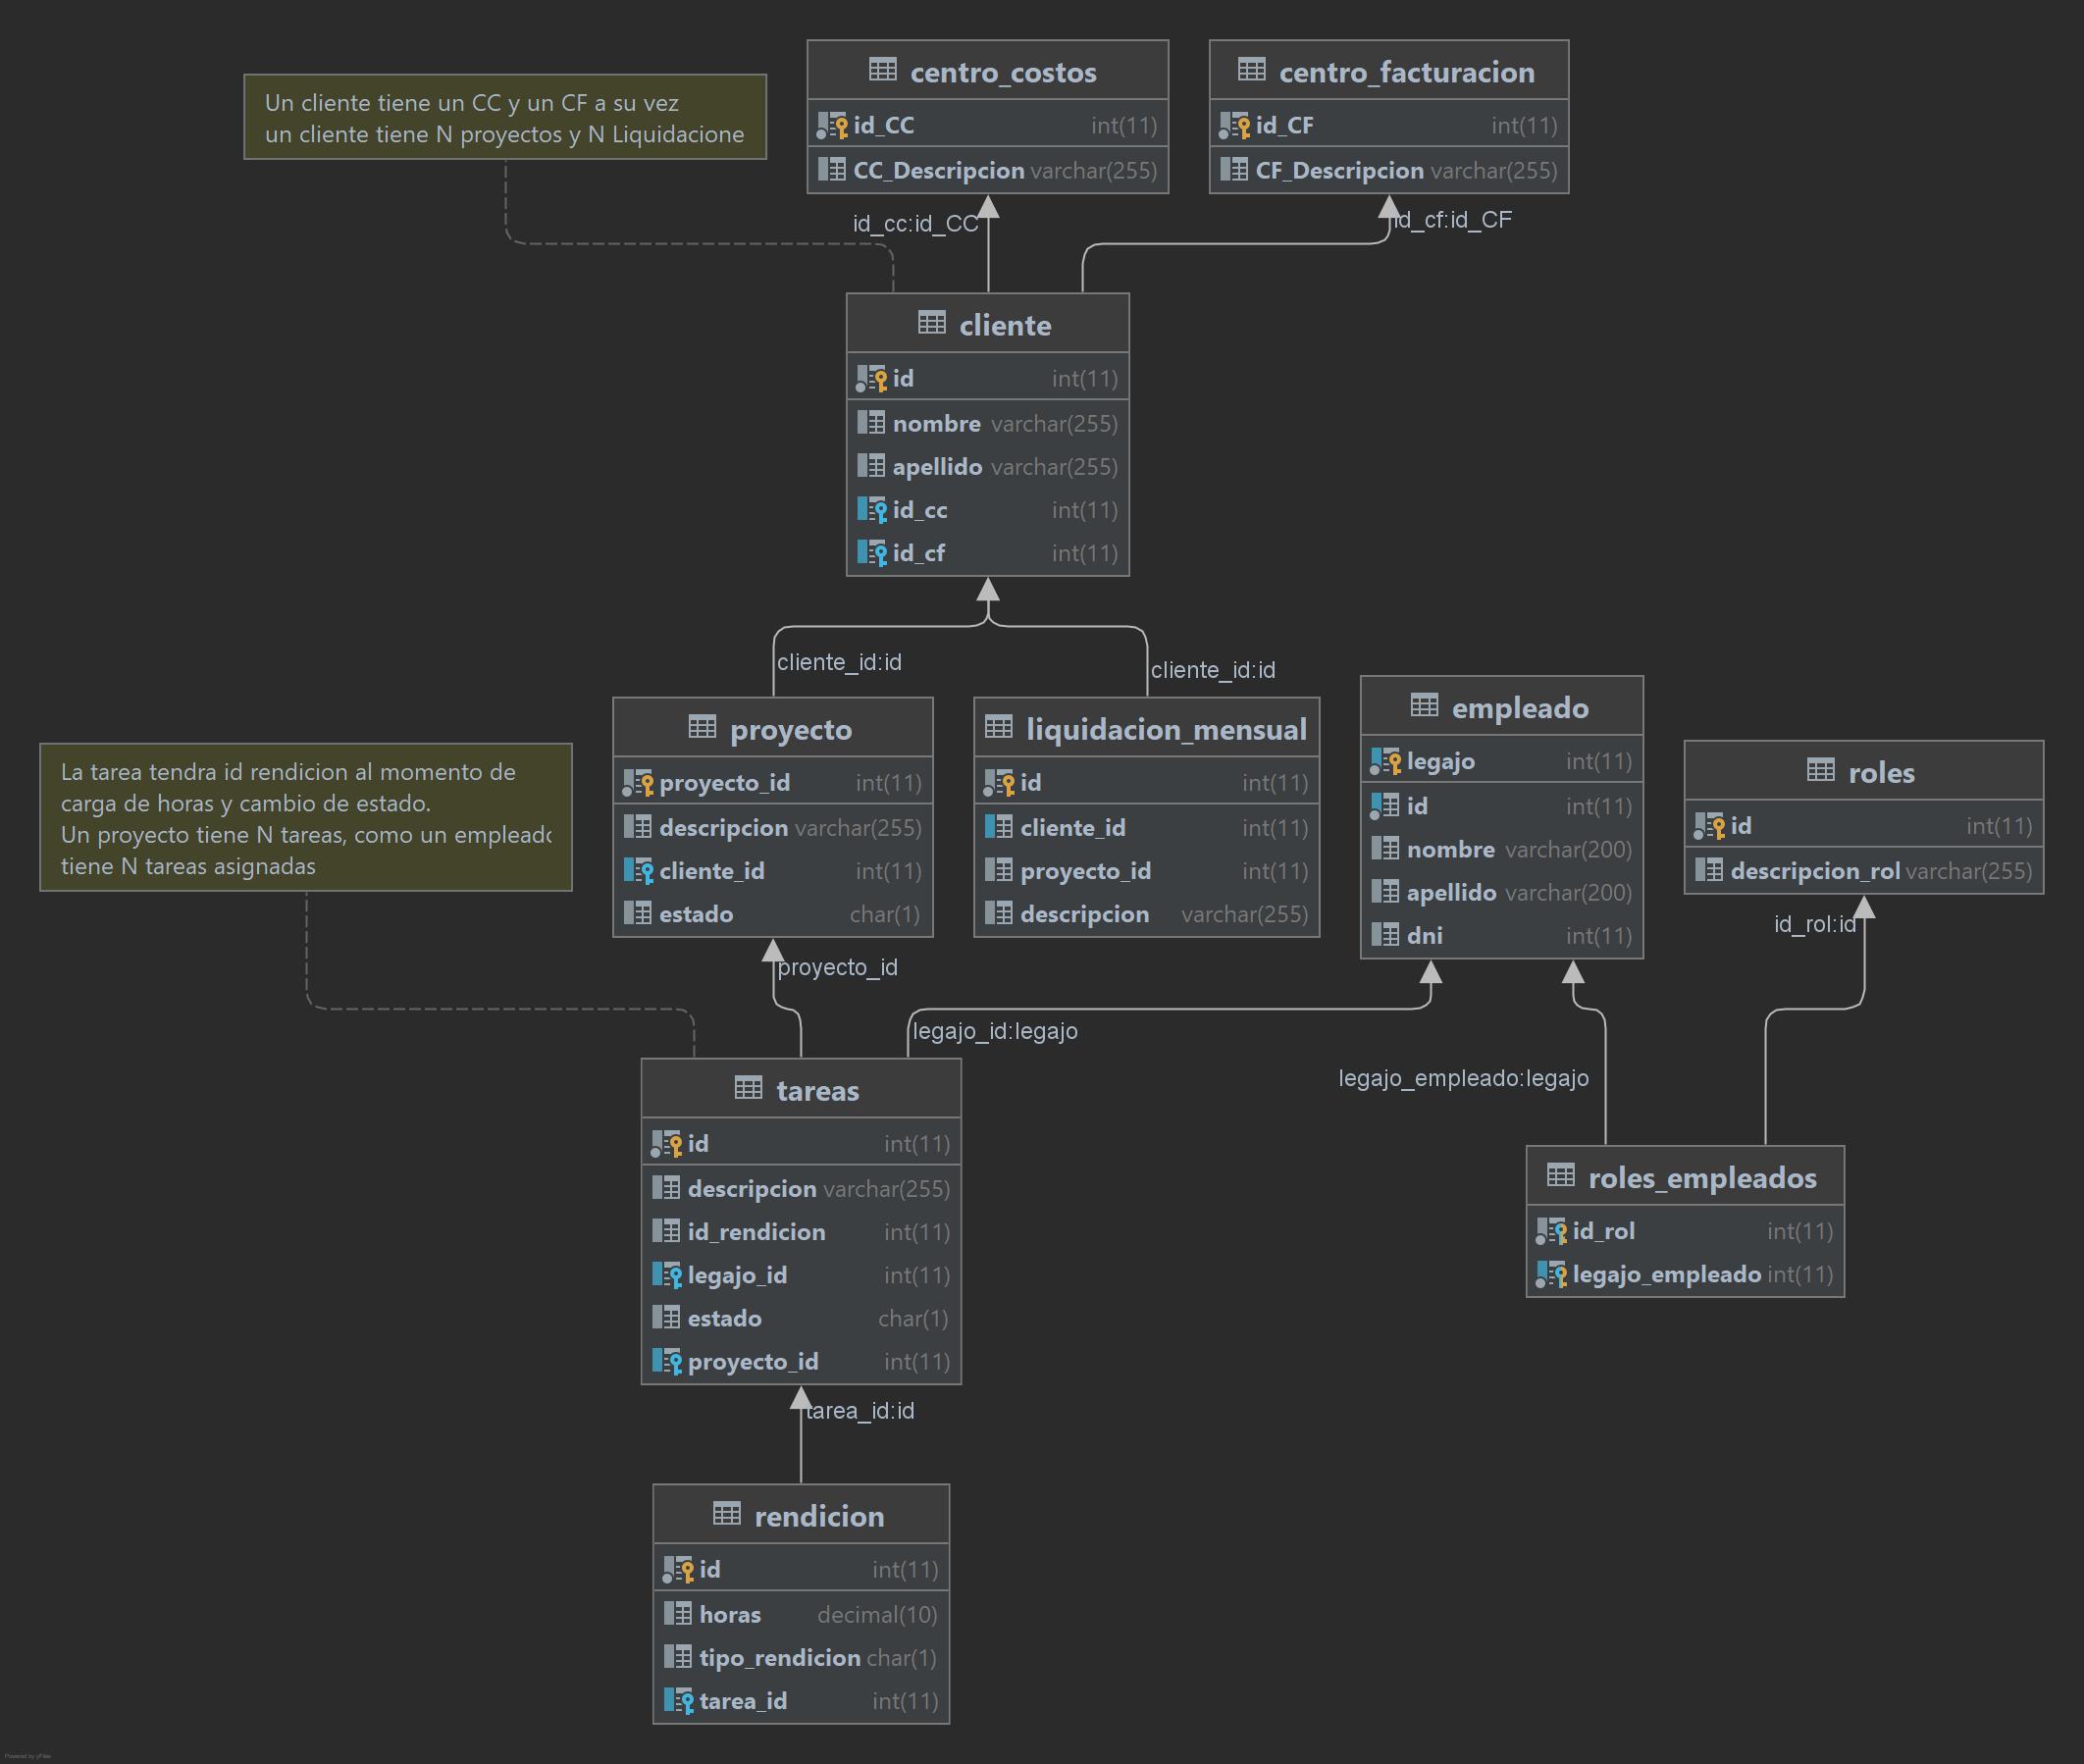 Un cliente tiene un CC y un CF a su vez
un cliente tiene N proyectos y N Liquidacione
centro_costos
id_CC int(11)
CC_Descripcion varchar(255)
centro_facturacion
id_CF int(11)
CF_Descripcion varchar(255)
id_cc:id_CC
id_cf:id_CF
cliente
id int(11)
nombre varchar(255)
apellido varchar(255)
id_cc int(11)
id_cf int(11)
cliente_id:id
cliente_id:id
proyecto
proyecto_id int(11)
descripcion varchar(255)
cliente_id int(11)
estado char(1)
liquidacion_mensual
id int(11)
cliente_id int(11)
proyecto_id int(11)
descripcion varchar(255)
empleado
legajo int(11)
id int(11)
nombre varchar(200)
apellido varchar(200)
dni int(11)
roles
id int(11)
descripcion_rol varchar(255)
La tarea tendra id rendicion al momento de
carga de horas y cambio de estado.
Un proyecto tiene N tareas, como un empleado
tiene N tareas asignadas
id_rol:id
proyecto_id
legajo_id:legajo
legajo_empleado:legajo
tareas
id int(11)
descripcion varchar(255)
id_rendicion int(11)
legajo_id int(11)
estado char(1)
proyecto_id int(11)
roles_empleados
id_rol int(11)
legajo_empleado int(11)
tarea_id:id
rendicion
id int(11)
horas decimal(10)
tipo_rendicion char(1)
tarea_id int(11)
Powered by yFiles